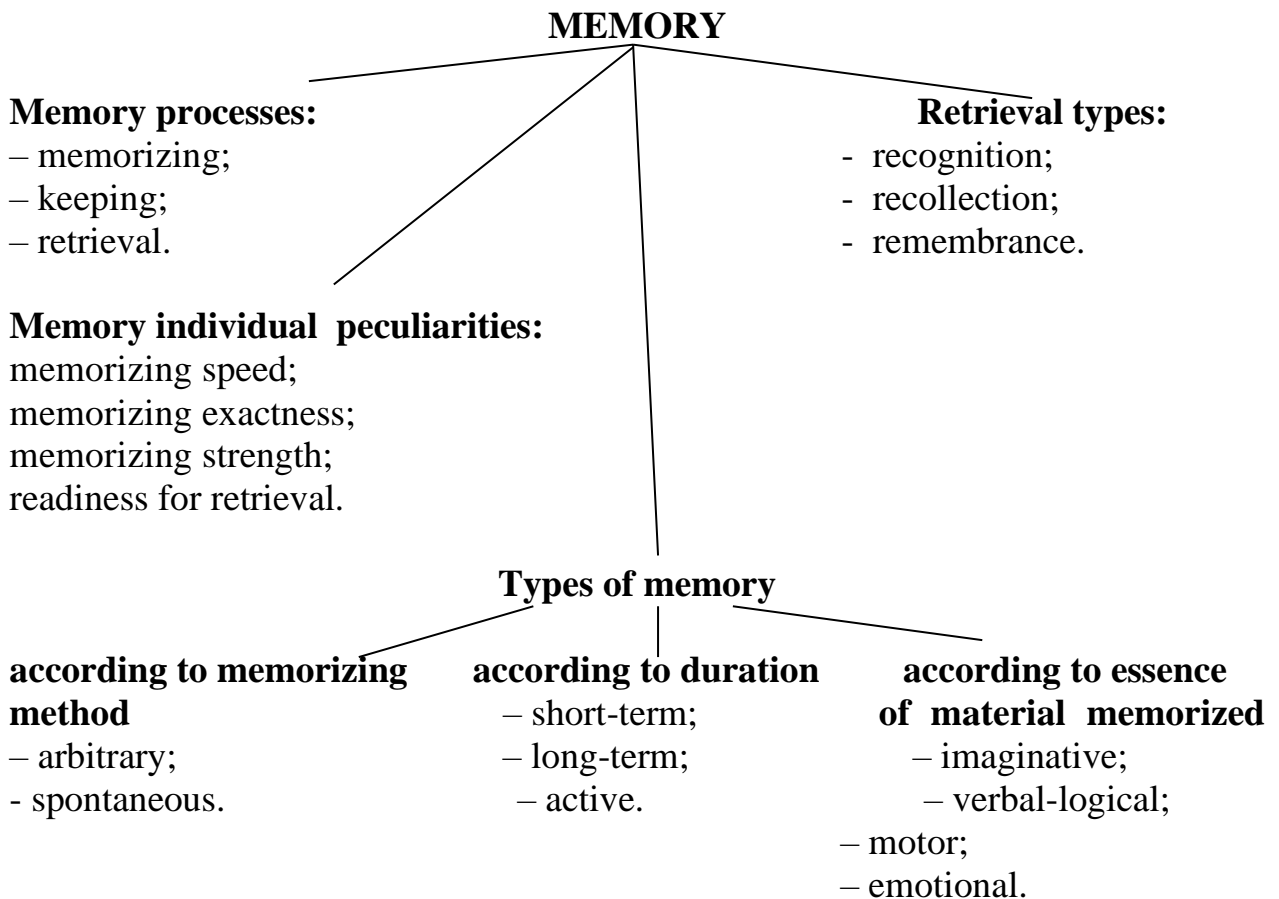 MEMORY
Memory processes:
– memorizing;
– keeping;
– retrieval.
Retrieval types:
- recognition;
- recollection;
- remembrance.
Memory individual peculiarities:
memorizing speed;
memorizing exactness;
memorizing strength;
readiness for retrieval.
Types of memory
according to memorizing
method
– arbitrary;
- spontaneous.
according to duration
– short-term;
– long-term;
– active.
according to essence
of material memorized
– imaginative;
– verbal-logical;
– motor;
– emotional.